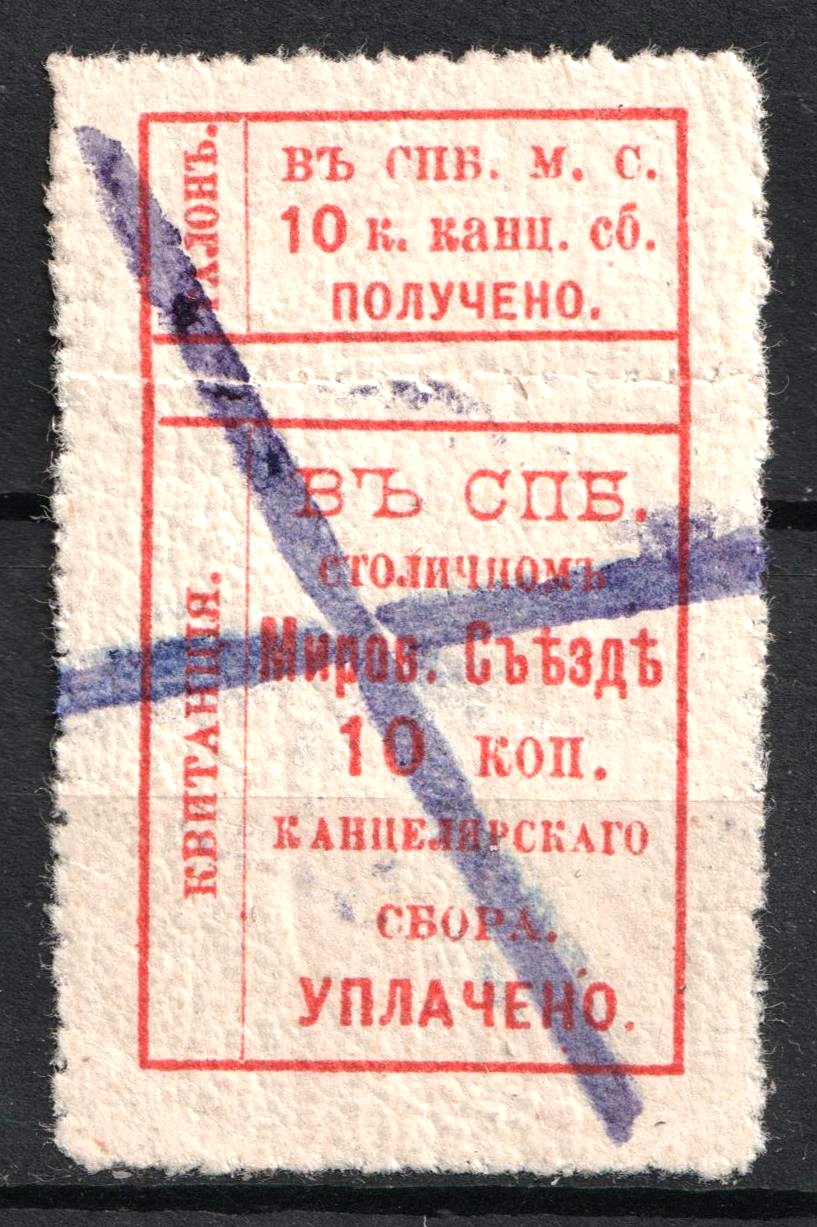 ТАЛОНЪ.
ВЪ СПБ. М. С.
10 к. канц. сб.
ПОЛУЧЕНО.
КВИТАНЦІЯ.
ВЪ СПБ.
СТОЛИЧНОМЪ
Миров. Съѣздѣ
10 КОП.
КАНЦЕЛЯРСКАГО
СБОРА.
УПЛАЧЕНО.